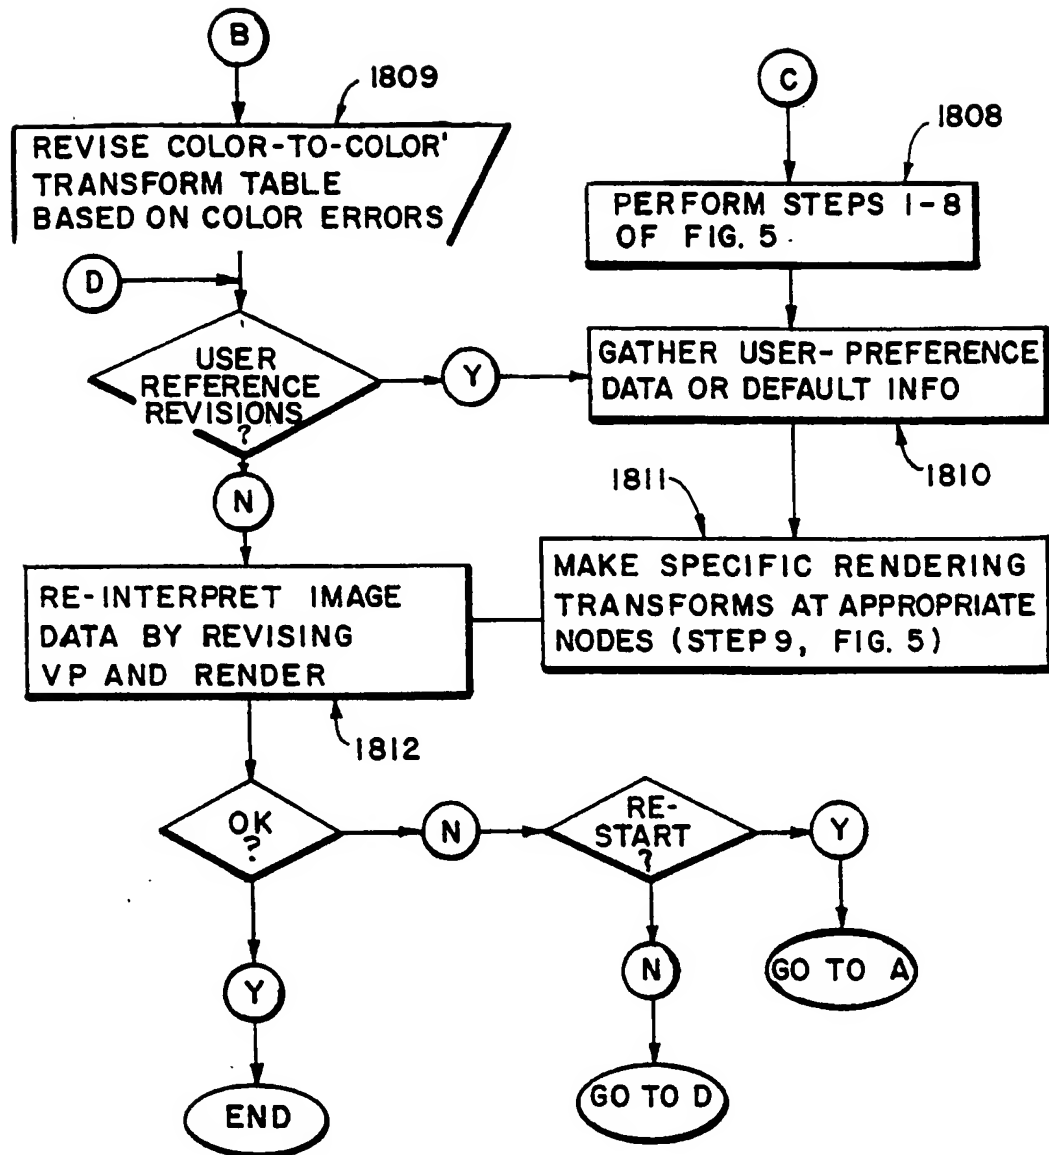 B
1809
REVISE COLOR-TO-COLOR'
TRANSFORM TABLE
BASED ON COLOR ERRORS
C
1808
PERFORM STEPS 1-8
OF FIG. 5
D
USER
REFERENCE
REVISIONS
?
Y
GATHER USER-PREFERENCE
DATA OR DEFAULT INFO
1810
N
1811
RE-INTERPRET IMAGE
DATA BY REVISING
VP AND RENDER
MAKE SPECIFIC RENDERING
TRANSFORMS AT APPROPRIATE
NODES (STEP 9, FIG. 5)
1812
OK
?
N
RE-
START
?
Y
GO TO A
Y
N
END
GO TO D